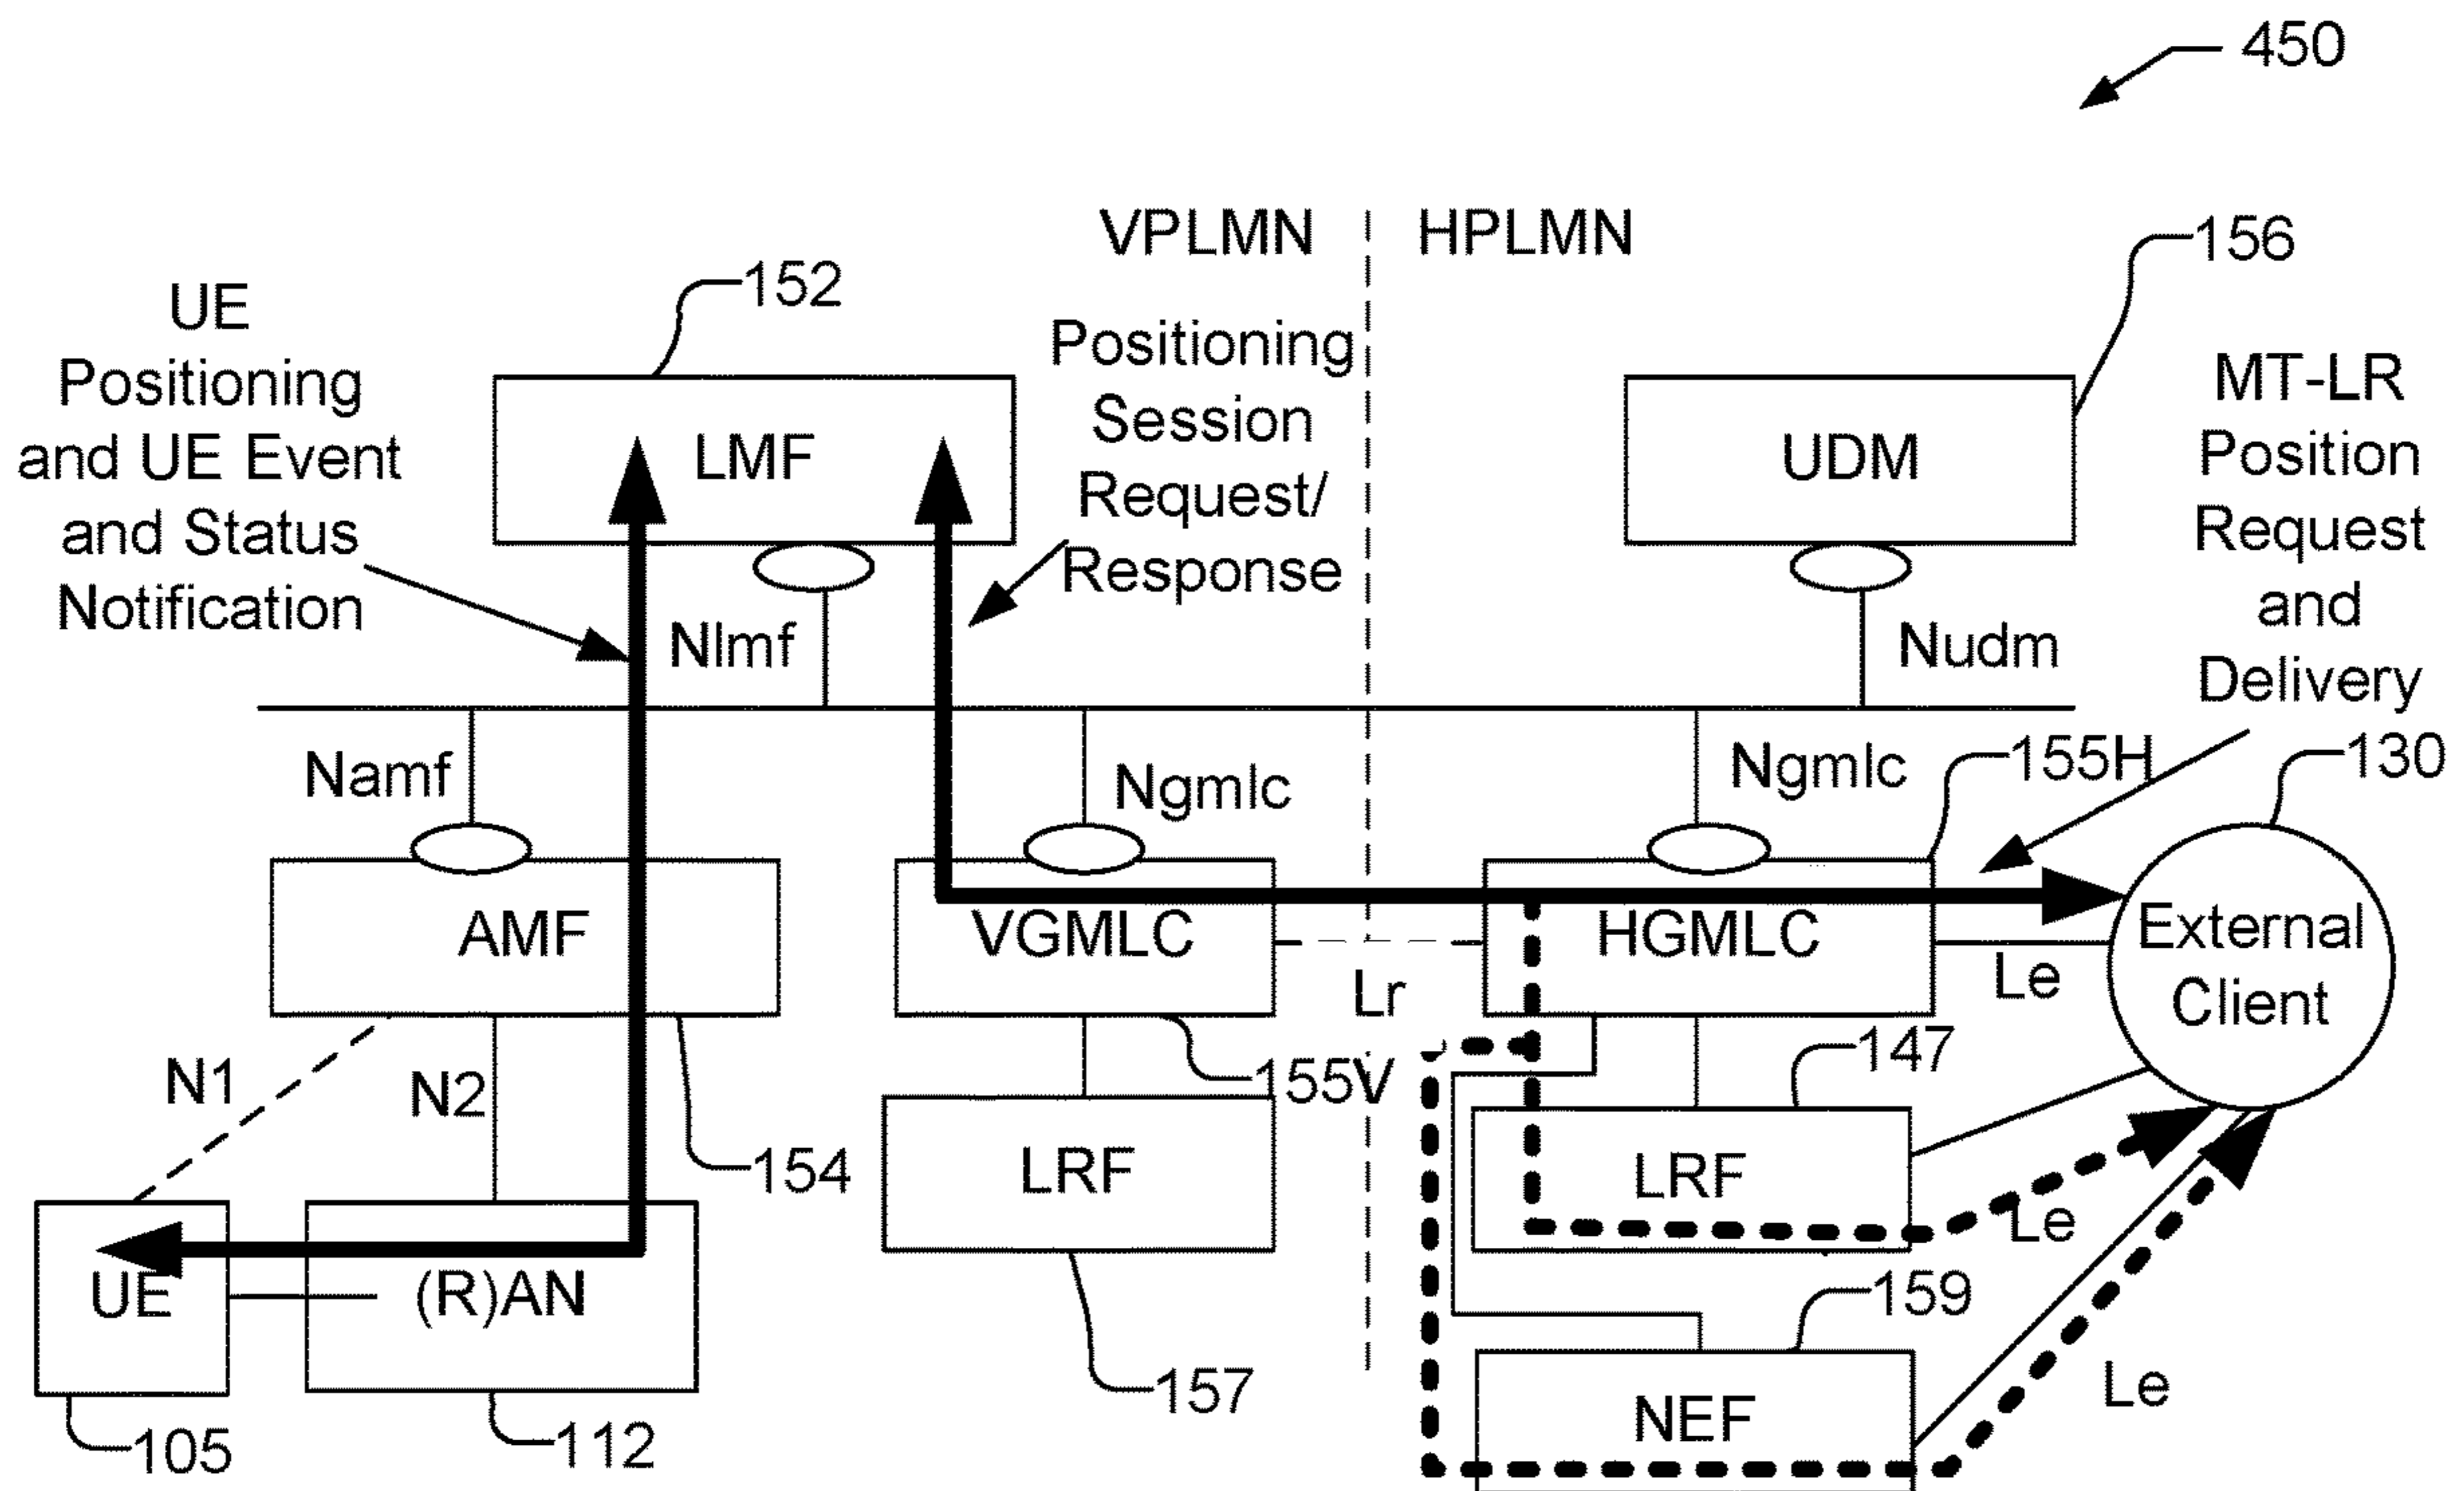 450
VPLMN
HPLMN
156
152
UE
Positioning
and UE Event
and Status
Notification
Positioning
Session
Request/
Response
MT-LR
Position
Request
and
Delivery
LMF
UDM
Nlmf
Nudm
Namf
Ngmlc
Ngmlc
155H
130
AMF
VGMLC
HGMLC
External
Client
Lr
Le
N1
N2
155V
147
154
LRF
LRF
Le
UE
(R)AN
159
157
NEF
Le
105
112